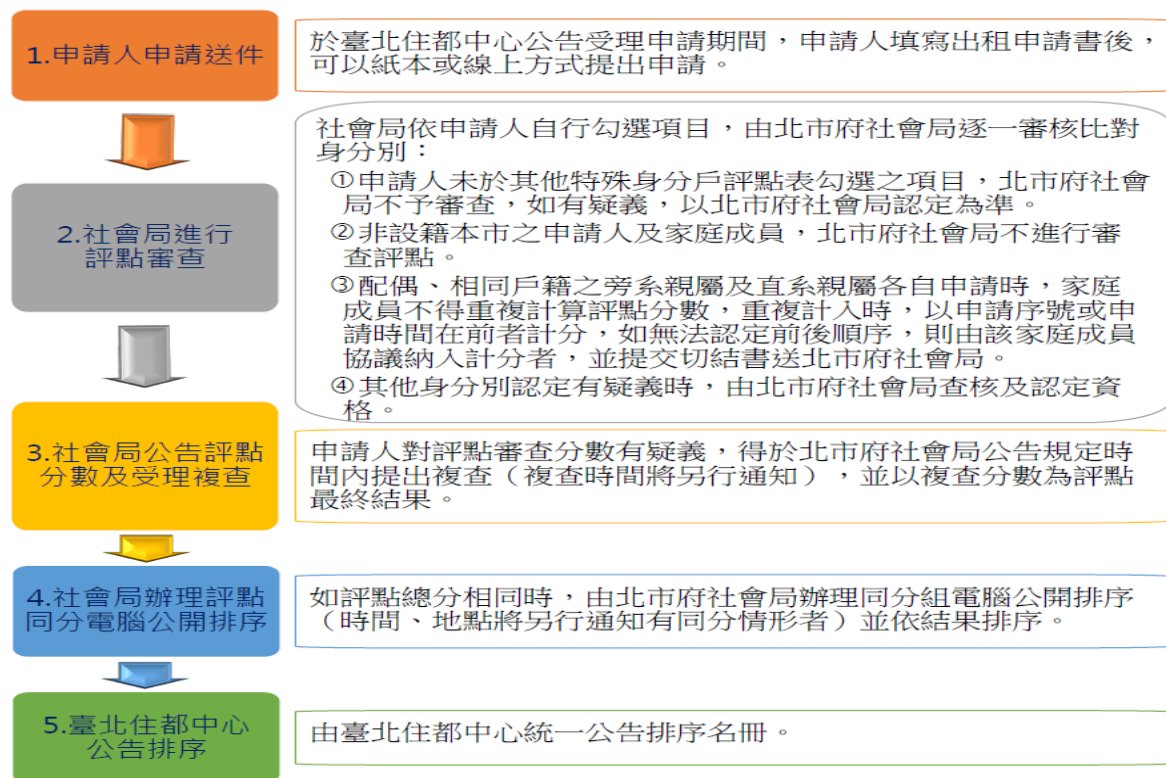 1.申請人申請送件
於臺北住都中心公告受理申請期間，申請人填寫出租申請書後，
可以紙本或線上方式提出申請。
2.社會局進行
評點審查
社會局依申請人自行勾選項目，由北市府社會局逐一審核比對
身分別：
①申請人未於其他特殊身分戶評點表勾選之項目，北市府社會
局不予審查，如有疑義，以北市府社會局認定為準。
②非設籍本市之申請人及家庭成員，北市府社會局不進行審
查評點。
③配偶、相同戶籍之旁系親屬及直系親屬各自申請時，家庭
成員不得重複計算評點分數，重複計入時，以申請序號或申
請時間在前者計分，如無法認定前後順序，則由該家庭成員
協議納入計分者，並提交切結書送北市府社會局。
④其他身分別認定有疑義時，由北市府社會局查核及認定資
格。
3.社會局公告評點
分數及受理複查
申請人對評點審查分數有疑義，得於北市府社會局公告規定時
間內提出複查（複查時間將另行通知），並以複查分數為評點
最終結果。
4.社會局辦理評點
同分電腦公開排序
如評點總分相同時，由北市府社會局辦理同分組電腦公開排序
（時間、地點將另行通知有同分情形者）並依結果排序。
5.臺北住都中心
公告排序
由臺北住都中心統一公告排序名冊。